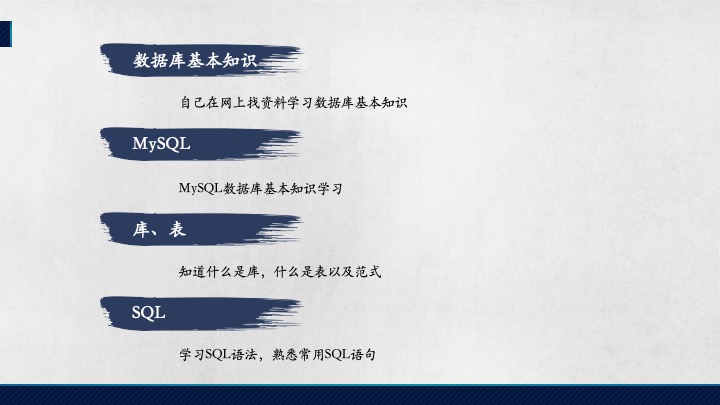 数据库基本知识
自己在网上找资料学习数据库基本知识
MySQL
MySQL数据库基本知识学习
库、表
知道什么是库，什么是表以及范式
SQL
学习SQL语法，熟悉常用SQL语句